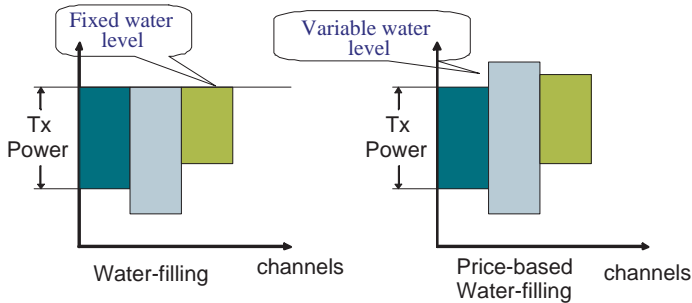 Fixed water
level
Tx
Power
Water-filling
channels
Variable water
level
Tx
Power
Price-based
Water-filling
channels